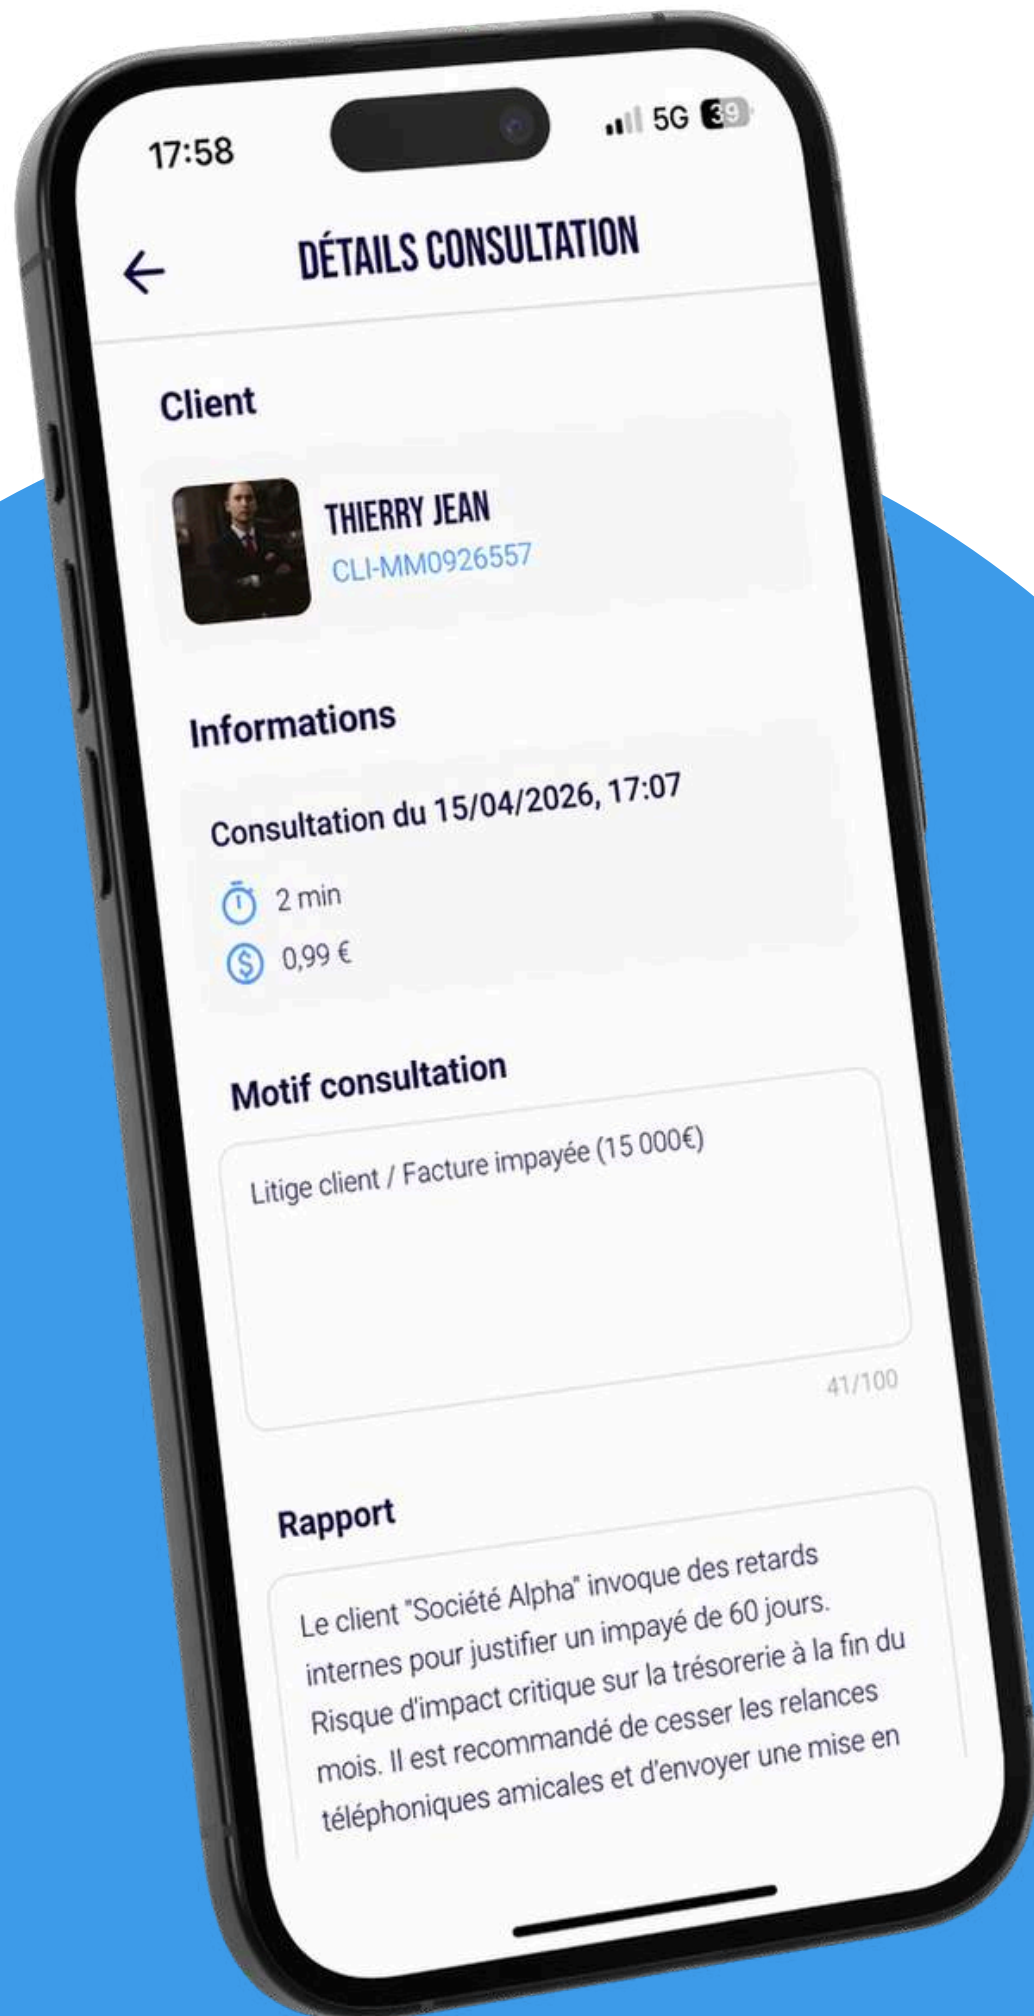 17:58
5G 39
DÉTAILS CONSULTATION
Client
THIERRY JEAN
CLI-MM0926557
Informations
Consultation du 15/04/2026, 17:07
2 min
0,99 €
Motif consultation
Litige client / Facture impayée (15 000€)
41/100
Rapport
Le client "Société Alpha" invoque des retards
internes pour justifier un impayé de 60 jours.
Risque d'impact critique sur la trésorerie à la fin du
mois. Il est recommandé de cesser les relances
téléphoniques amicales et d'envoyer une mise en